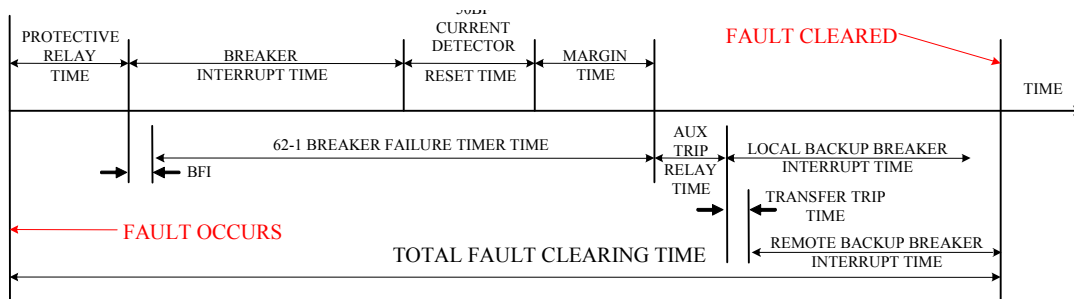 CURRENT
DETECTOR
RESET TIME
PROTECTIVE
RELAY
TIME
BREAKER
INTERRUPT TIME
MARGIN
TIME
FAULT CLEARED
TIME
62-1 BREAKER FAILURE TIMER TIME
BFI
AUX
TRIP
RELAY
TIME
LOCAL BACKUP BREAKER
INTERRUPT TIME
TRANSFER TRIP
TIME
FAULT OCCURS
TOTAL FAULT CLEARING TIME
REMOTE BACKUP BREAKER
INTERRUPT TIME